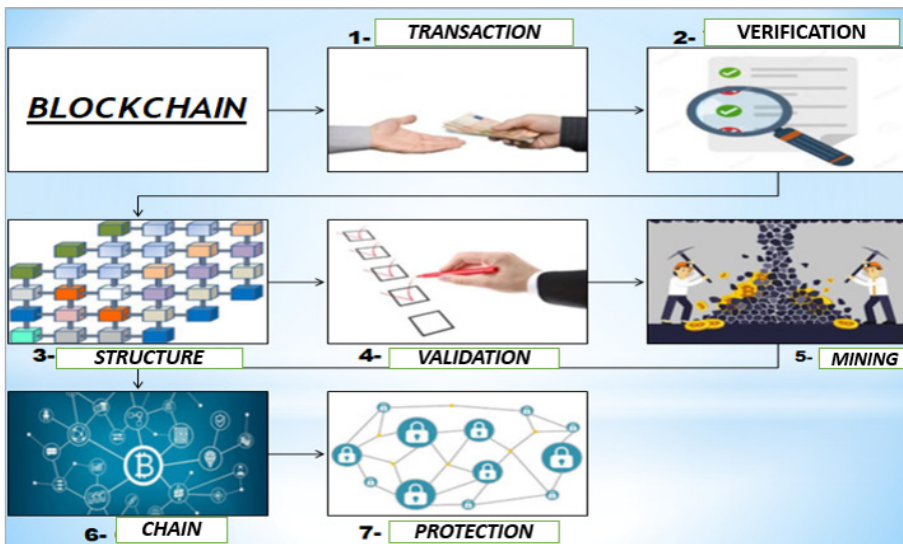 1- TRANSACTION
2- VERIFICATION
BLOCKCHAIN
3- STRUCTURE
4- VALIDATION
5- MINING
6- CHAIN
7- PROTECTION